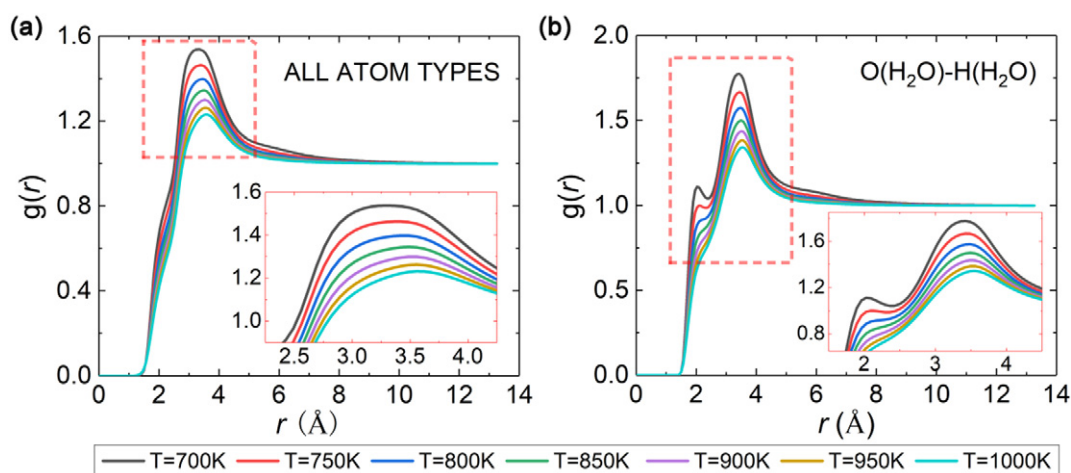 (a)
1.6
1.2
0.8
0.4
0.0
g(r)
ALL ATOM TYPES
1.6
1.4
1.2
1.0
2.5 3.0 3.5 4.0
0 2 4 6 8 10 12 14
r (Å)
(b)
2.0
1.5
1.0
0.5
0.0
g(r)
O(H₂O)-H(H₂O)
1.6
1.2
0.8
2 3 4
0 2 4 6 8 10 12 14
r (Å)
T=700K T=750K T=800K T=850K T=900K T=950K T=1000K